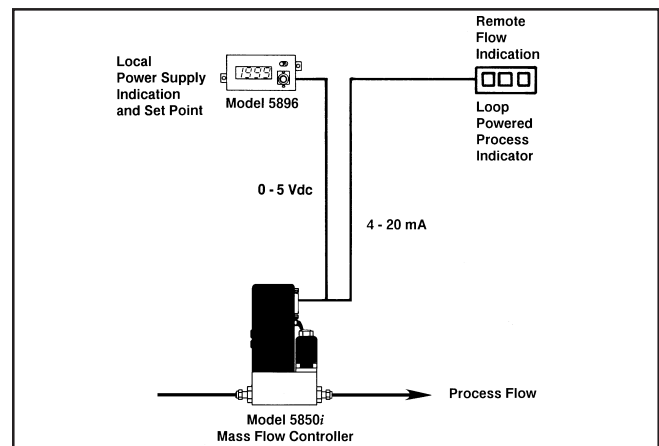 Remote
Flow
Indication
Local
Power Supply
Indication
and Set Point
1999
Model 5896
Loop
Powered
Process
Indicator
0 - 5 Vdc
4 - 20 mA
Process Flow
Model 5850i
Mass Flow Controller